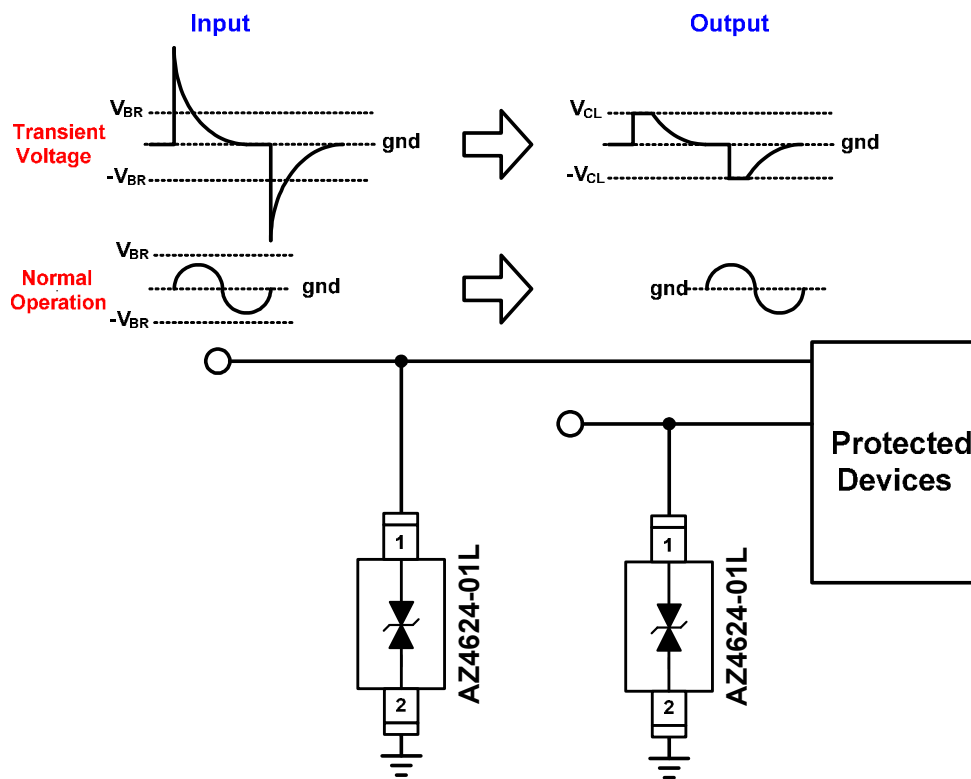 Input
Output
VBR
Transient
Voltage
gnd
-VBR
VCL
gnd
-VCL
VBR
Normal
Operation
gnd
-VBR
gnd
Protected
Devices
1
2
AZ4624-01L
1
2
AZ4624-01L